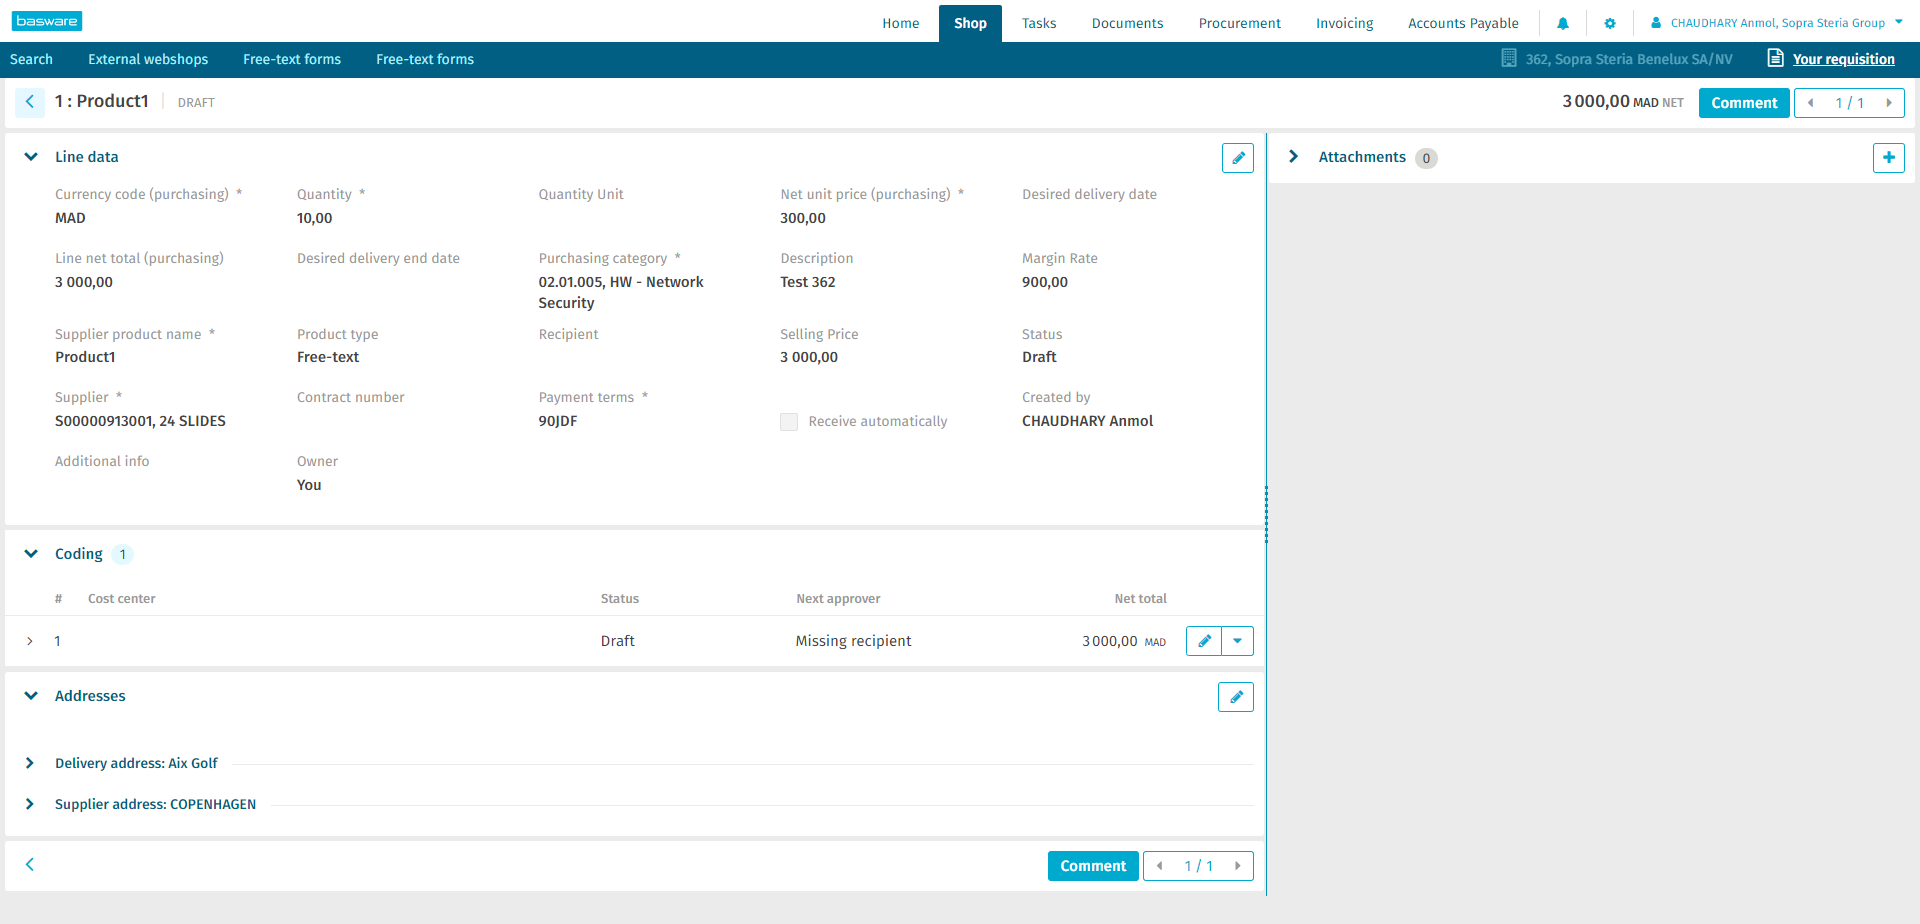 basware
Home Shop Tasks Documents Procurement Invoicing Accounts Payable CHAUDHARY Anmol, Sopra Steria Group
Search External webshops Free-text forms Free-text forms 362, Sopra Steria Benelux SA/NV Your requisition
1 : Product1 DRAFT 3 000,00 MAD NET Comment 1 / 1
Line data
Currency code (purchasing) * Quantity * Quantity Unit Net unit price (purchasing) * Desired delivery date
MAD 10,00 300,00
Line net total (purchasing) Desired delivery end date Purchasing category * Description Margin Rate
3 000,00 02.01.005, HW - Network Test 362 900,00
Security
Supplier product name * Product type Recipient Selling Price Status
Product1 Free-text 3 000,00 Draft
Supplier * Contract number Payment terms * Created by
S00000913001, 24 SLIDES 90JDF Receive automatically CHAUDHARY Anmol
Additional info Owner
You
Attachments 0
Coding 1
# Cost center Status Next approver Net total
1 Draft Missing recipient 3 000,00 MAD
Addresses
Delivery address: Aix Golf
Supplier address: COPENHAGEN
Comment 1 / 1